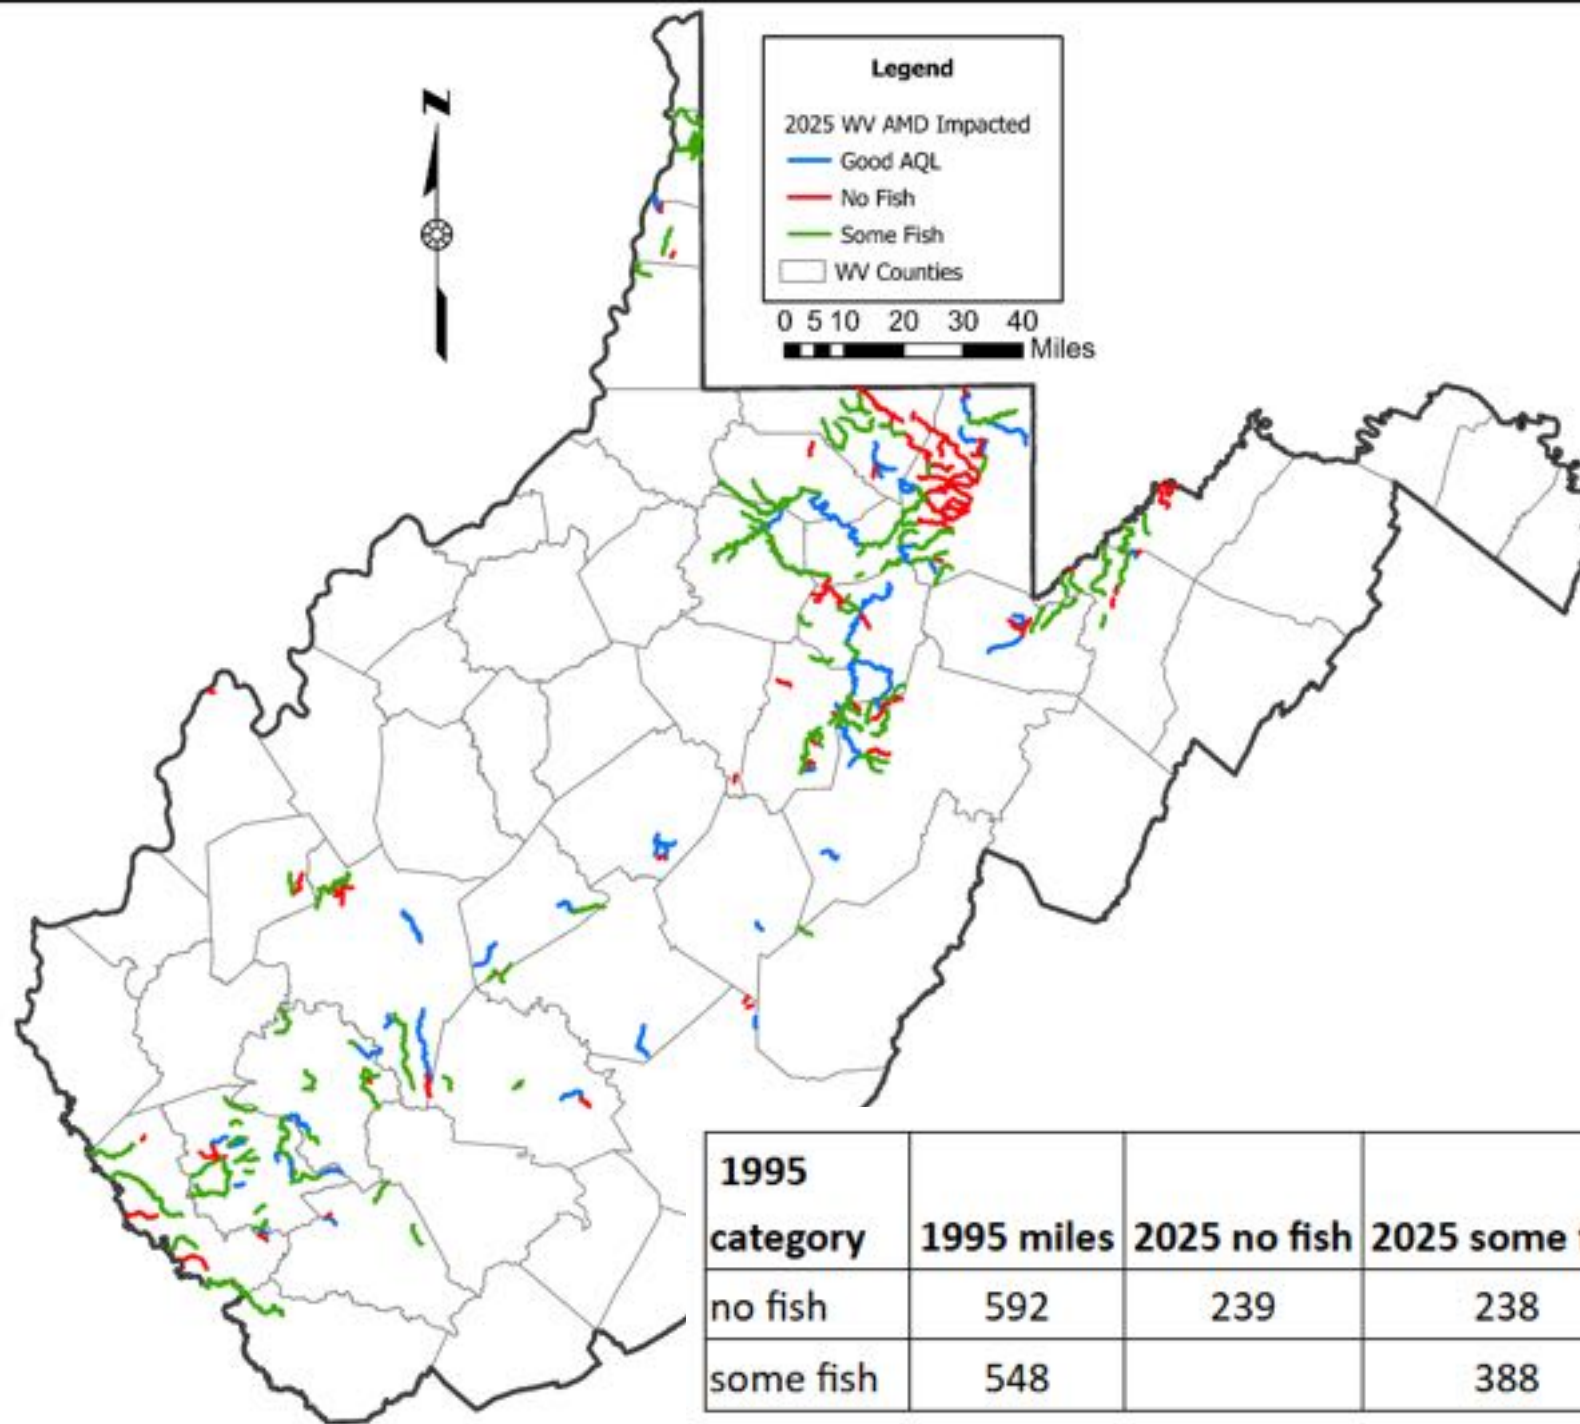 N
Legend
2025 WV AMD Impacted
Good AQL
No Fish
Some Fish
WV Counties
0 5 10 20 30 40
Miles
1995
category 1995 miles 2025 no fish 2025 some
no fish 592 239 238
some fish 548 388